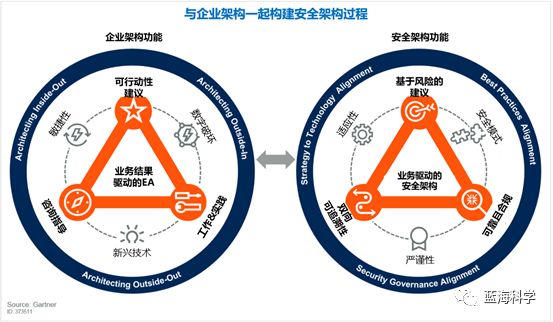 与企业架构一起构建安全架构过程
企业架构功能
安全架构功能
Architecting Inside-Out
Architecting Outside-In
Architecting Outside-Out
可行动性
建议
敏捷性
数字破坏
业务结果
驱动的EA
咨询指导
工作&实践
新兴技术
Strategy to Technology Alignment
Best Practices Alignment
Security Governance Alignment
基于风险的
建议
适应性
安全模式
业务驱动的
安全架构
双向
可追溯性
可靠且合规
严谨性
Source: Gartner
ID: 373611
蓝海科学